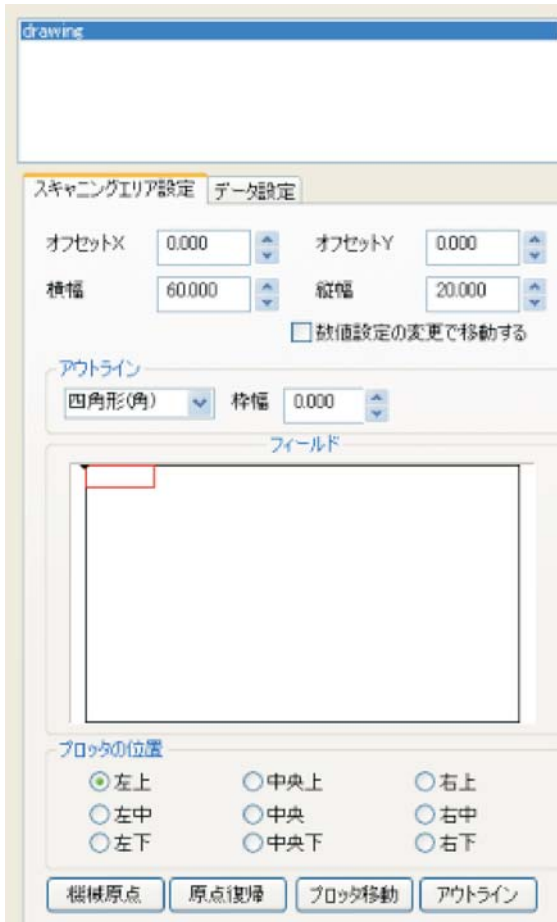 drawing
スキャニングエリア設定 データ設定
オフセットX 0.000 オフセットY 0.000
横幅 60.000 縦幅 20.000
数値設定の変更で移動する
アウトライン
四角形(角) 枠幅 0.000
フィールド
プロッタの位置
左上 中央上 右上
左中 中央 右中
左下 中央下 右下
機械原点 原点復帰 プロッタ移動 アウトライン